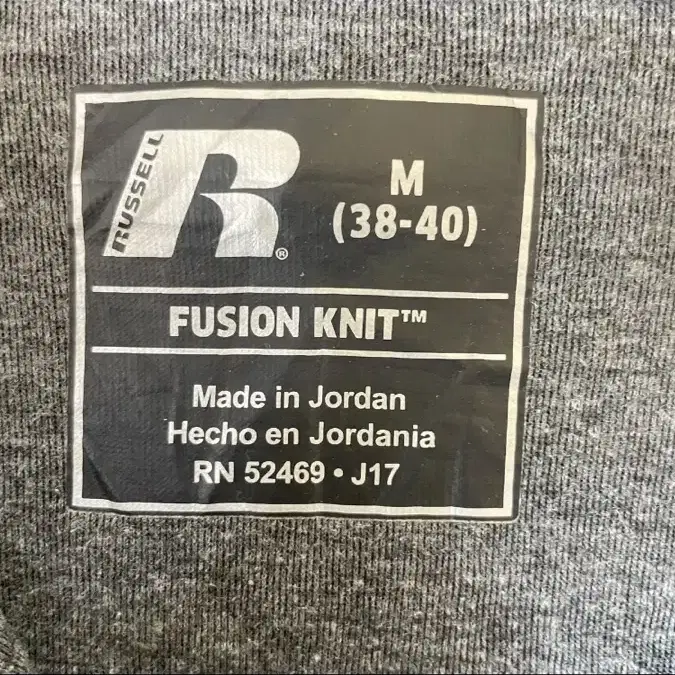 RUSSELL
R®
M
(38-40)
FUSION KNIT™
Made in Jordan
Hecho en Jordania
RN 52469 • J17